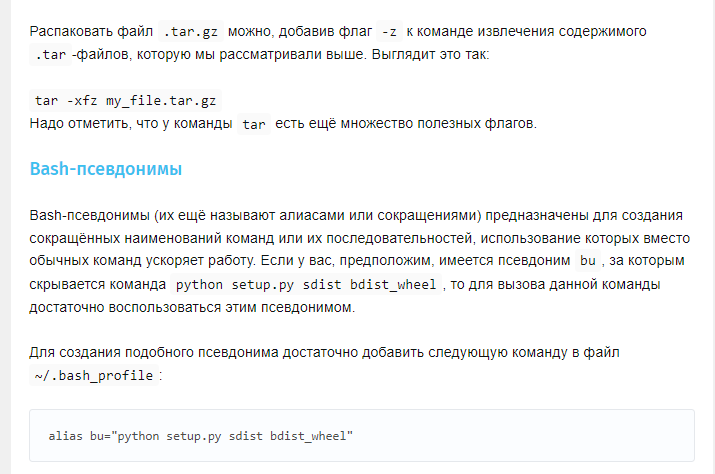 Распаковать файл .tar.gz можно, добавив флаг -z к команде извлечения содержимого
.tar -файлов, которую мы рассматривали выше. Выглядит это так:
tar -xfz my_file.tar.gz
Надо отметить, что у команды tar есть ещё множество полезных флагов.
Bash-псевдонимы
Bash-псевдонимы (их ещё называют алиасами или сокращениями) предназначены для создания
сокращённых наименований команд или их последовательностей, использование которых вместо
обычных команд ускоряет работу. Если у вас, предположим, имеется псевдоним bu , за которым
скрывается команда python setup.py sdist bdist_wheel , то для вызова данной команды
достаточно воспользоваться этим псевдонимом.
Для создания подобного псевдонима достаточно добавить следующую команду в файл
~/.bash_profile :
alias bu="python setup.py sdist bdist_wheel"